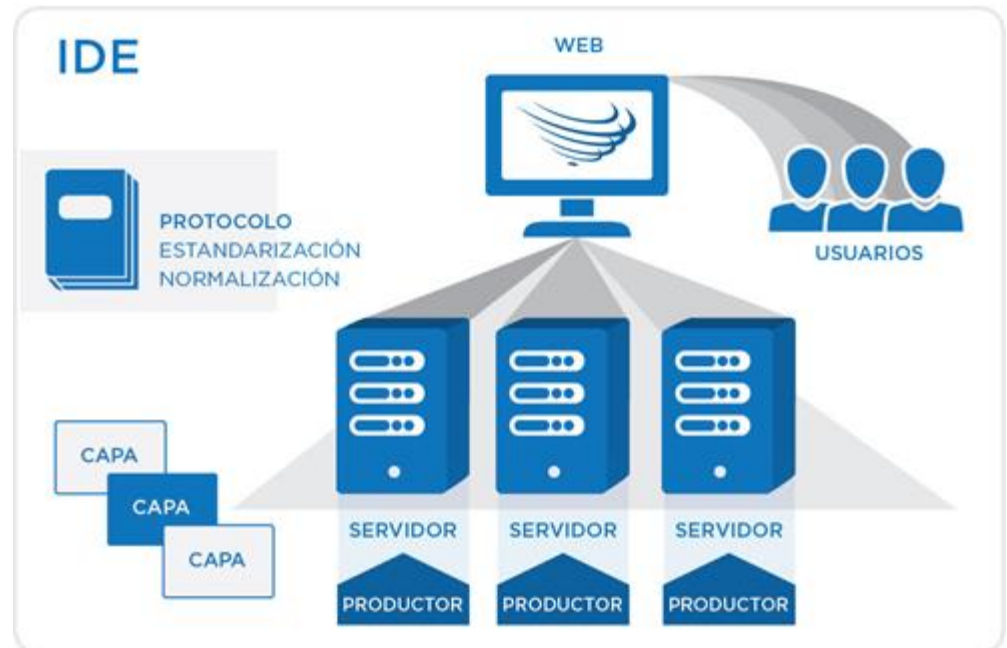 IDE
WEB
PROTOCOLO
ESTANDARIZACIÓN
NORMALIZACIÓN
USUARIOS
CAPA
CAPA
CAPA
SERVIDOR
SERVIDOR
SERVIDOR
PRODUCTOR
PRODUCTOR
PRODUCTOR